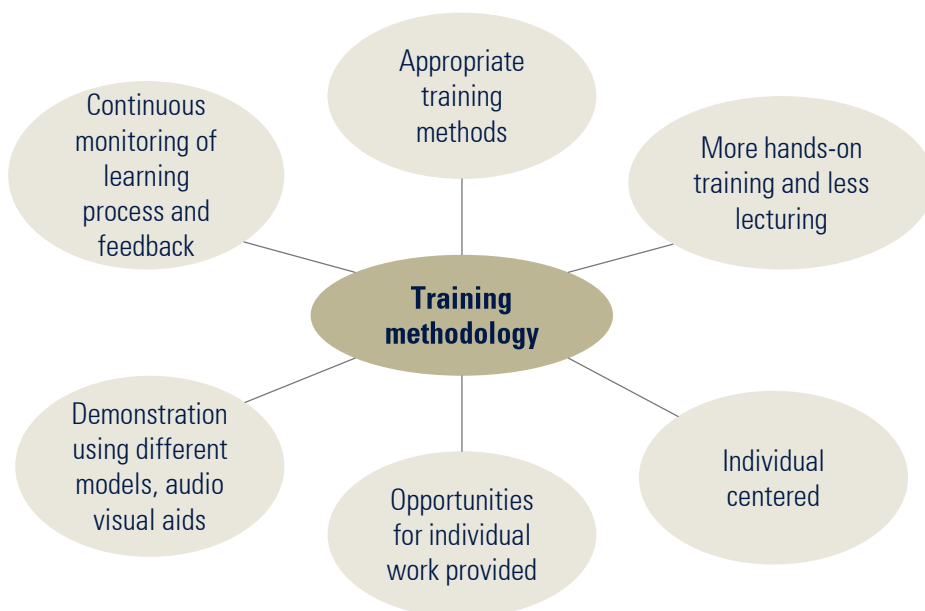 Appropriate
training
methods
Continuous
monitoring of
learning
process and
feedback
More hands-on
training and less
lecturing
Training
methodology
Demonstration
using different
models, audio
visual aids
Opportunities
for individual
work provided
Individual
centered